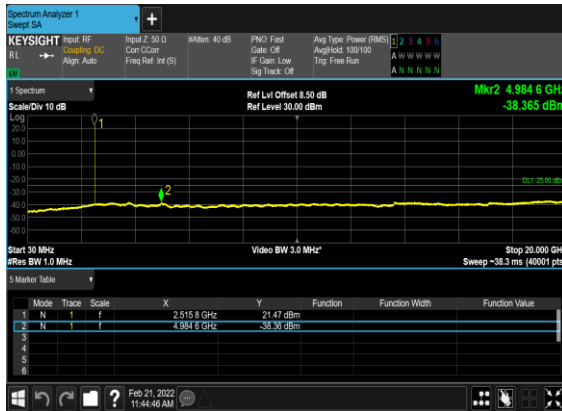 Spectrum Analyzer 1
Swept SA
+
KEYSIGHT Input: RF Input Z: 50 Ω #Atten: 40 dB PNO: Fast Avg Type: Power (RMS) 1 2 3 4 5 6
RL Coupling: DC Corr CCorr Gate: Off Avg|Hold: 100/100 A W W W W W
Align: Auto Freq Ref: Int (S) IF Gain: Low Trig: Free Run
Sig Track: Off A N N N N N
1 Spectrum
Ref Lvl Offset 8.50 dB Mkr2 4.984 6 GHz
Scale/Div 10 dB Ref Level 30.00 dBm -38.365 dBm
Log
20.0
10.0
0.00
-10.0
-20.0
-30.0
-40.0
-50.0
-60.0
1
2
DL1 -25.00 dBm
Start 30 MHz Video BW 3.0 MHz* Stop 20.000 GHz
#Res BW 1.0 MHz Sweep ~38.3 ms (40001 pts)
5 Marker Table
Mode Trace Scale X Y Function Function Width Function Value
1 N 1 f 2.515 8 GHz 21.47 dBm
2 N 1 f 4.984 6 GHz -38.36 dBm
3
4
5
6
? Feb 21, 2022
11:44:46 AM